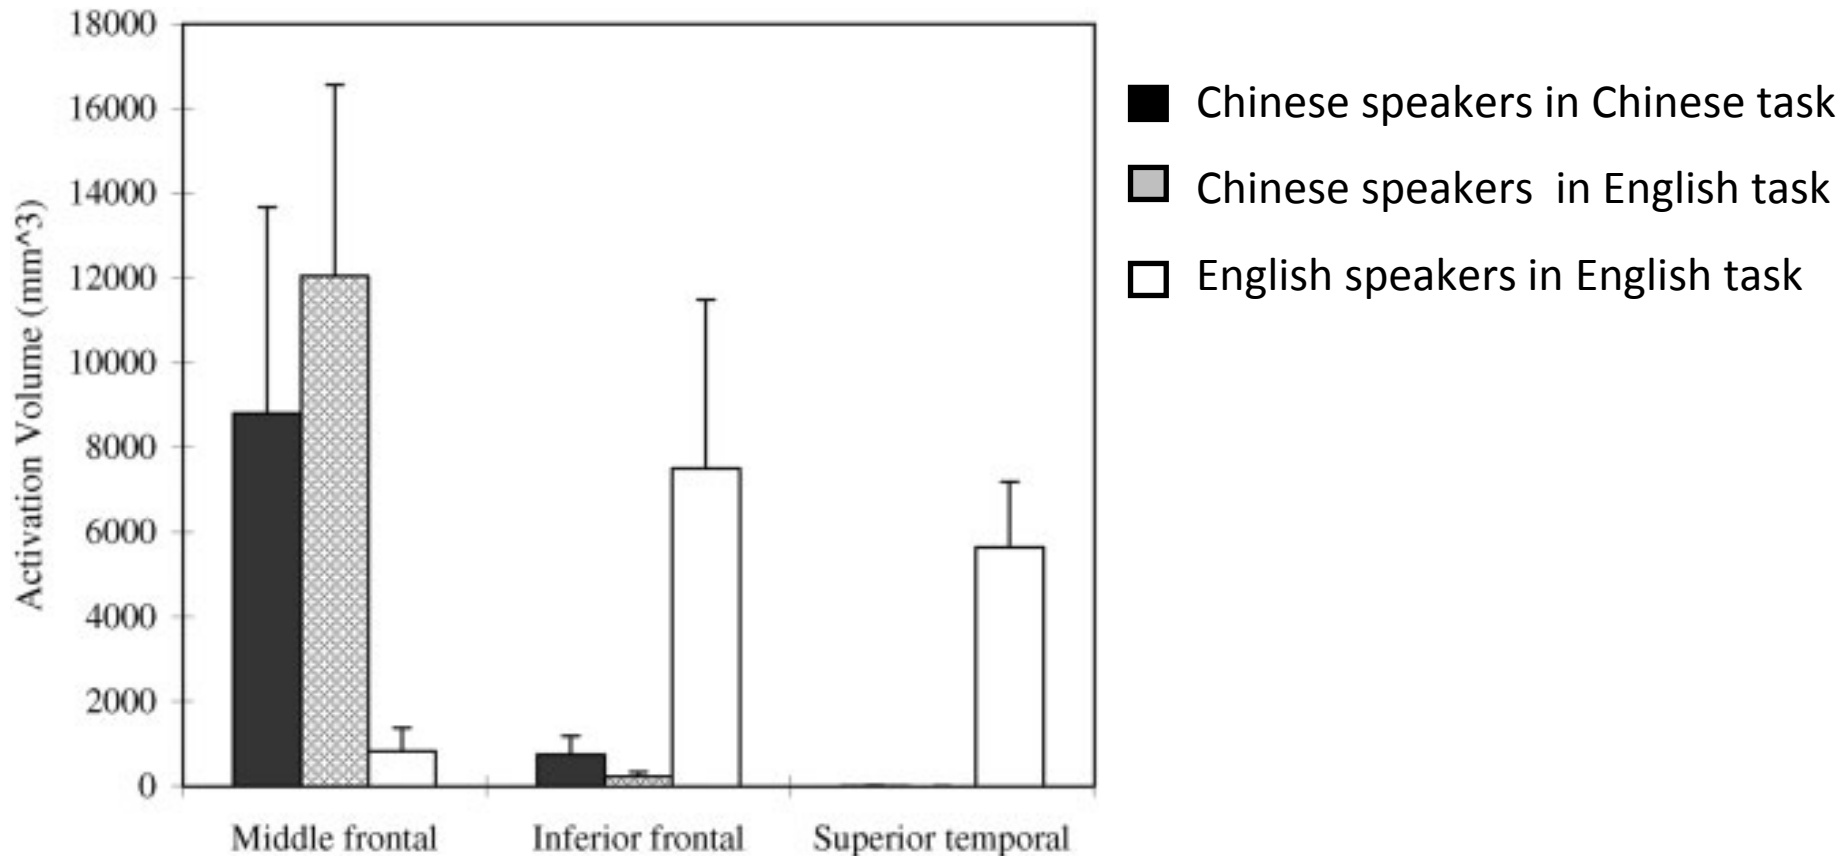 18000
16000
14000
12000
10000
8000
6000
4000
2000
0
Activation Volume (mm^3)
Middle frontal
Inferior frontal
Superior temporal
Chinese speakers in Chinese task
Chinese speakers  in English task
English speakers in English task